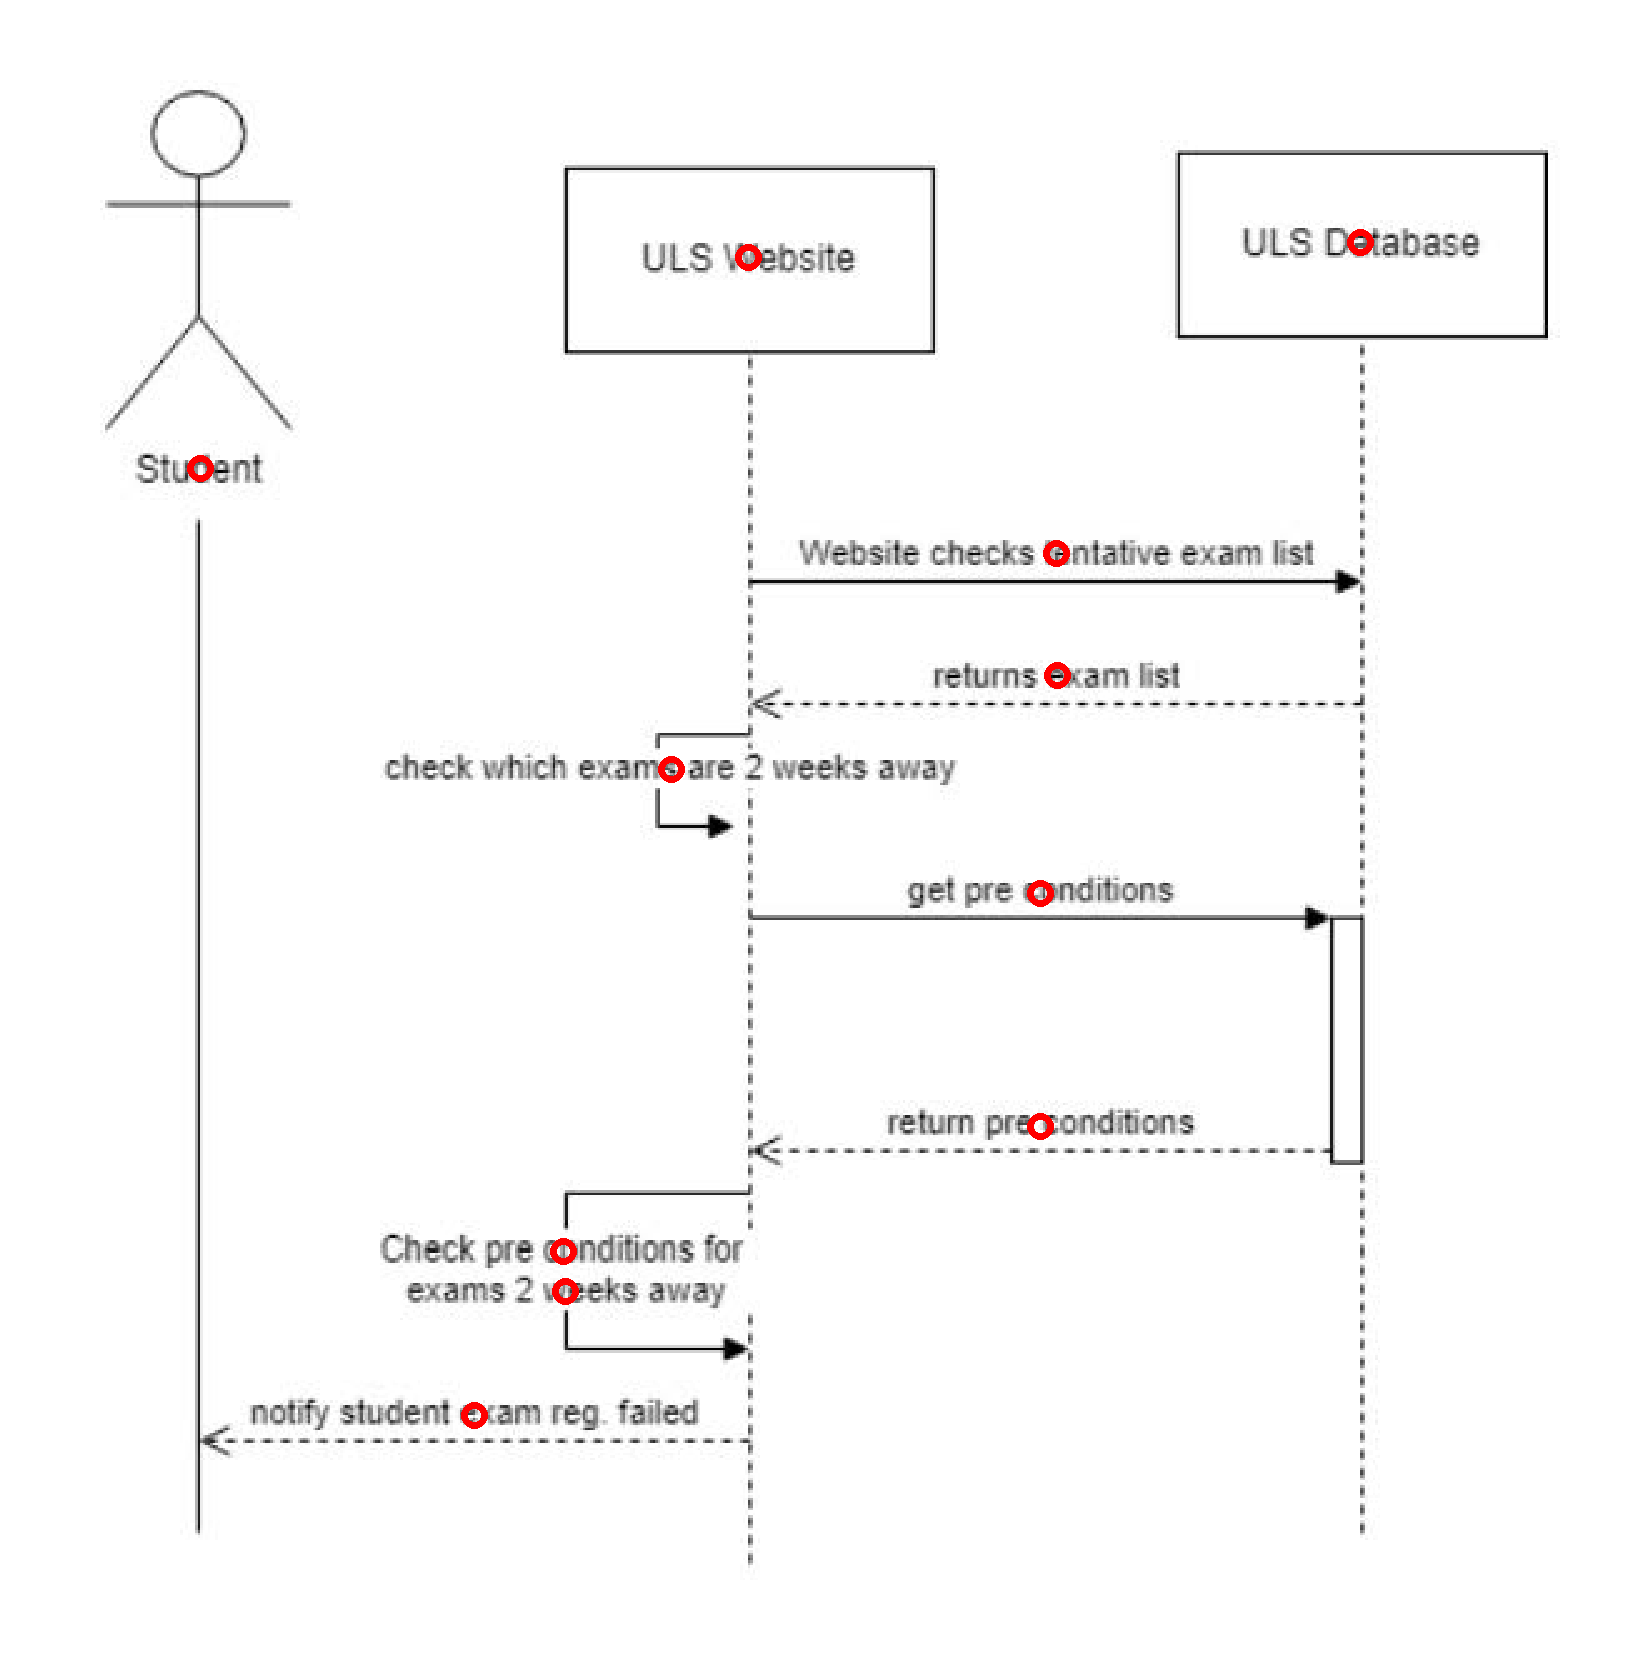 ULS Website
ULS Database
Student
Website checks tentative exam list
returns exam list
check which exams are 2 weeks away
get pre conditions
return pre conditions
Check pre conditions for
exams 2 weeks away
notify student exam reg. failed